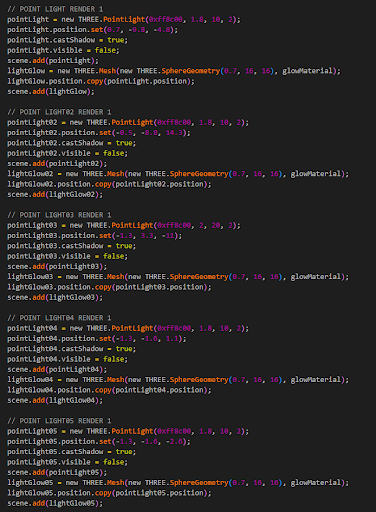 // POINT LIGHT RENDER 1
pointLight = new THREE.PointLight(0xff8c00, 1.8, 10, 2);
pointLight.position.set(0.7, -9.8, -4.8);
pointLight.castShadow = true;
pointLight.visible = false;
scene.add(pointLight);
lightGlow = new THREE.Mesh(new THREE.SphereGeometry(0.7, 16, 16), glowMaterial);
lightGlow.position.copy(pointLight.position);
scene.add(lightGlow);
// POINT LIGHT02 RENDER 1
pointLight02 = new THREE.PointLight(0xff8c00, 1.8, 10, 2);
pointLight02.position.set(-0.5, -8.8, 14.3);
pointLight02.castShadow = true;
pointLight02.visible = false;
scene.add(pointLight02);
lightGlow02 = new THREE.Mesh(new THREE.SphereGeometry(0.7, 16, 16), glowMaterial);
lightGlow02.position.copy(pointLight02.position);
scene.add(lightGlow02);
// POINT LIGHT03 RENDER 1
pointLight03 = new THREE.PointLight(0xff8c00, 2, 20, 2);
pointLight03.position.set(-1.3, 3.3, -11);
pointLight03.castShadow = true;
pointLight03.visible = false;
scene.add(pointLight03);
lightGlow03 = new THREE.Mesh(new THREE.SphereGeometry(0.7, 16, 16), glowMaterial);
lightGlow03.position.copy(pointLight03.position);
scene.add(lightGlow03);
// POINT LIGHT04 RENDER 1
pointLight04 = new THREE.PointLight(0xff8c00, 1.8, 10, 2);
pointLight04.position.set(-1.3, -1.6, 1.1);
pointLight04.castShadow = true;
pointLight04.visible = false;
scene.add(pointLight04);
lightGlow04 = new THREE.Mesh(new THREE.SphereGeometry(0.7, 16, 16), glowMaterial);
lightGlow04.position.copy(pointLight04.position);
scene.add(lightGlow04);
// POINT LIGHT05 RENDER 1
pointLight05 = new THREE.PointLight(0xff8c00, 1.8, 10, 2);
pointLight05.position.set(-1.3, -1.6, -2.6);
pointLight05.castShadow = true;
pointLight05.visible = false;
scene.add(pointLight05);
lightGlow05 = new THREE.Mesh(new THREE.SphereGeometry(0.7, 16, 16), glowMaterial);
lightGlow05.position.copy(pointLight05.position);
scene.add(lightGlow05);